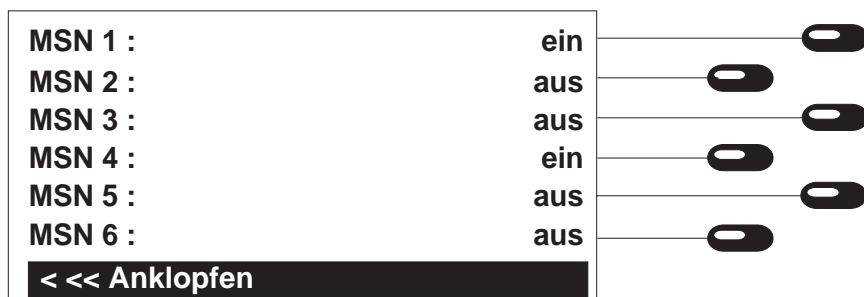 MSN 1 : ein
MSN 2 : aus
MSN 3 : aus
MSN 4 : ein
MSN 5 : aus
MSN 6 : aus
< << Anklopfen